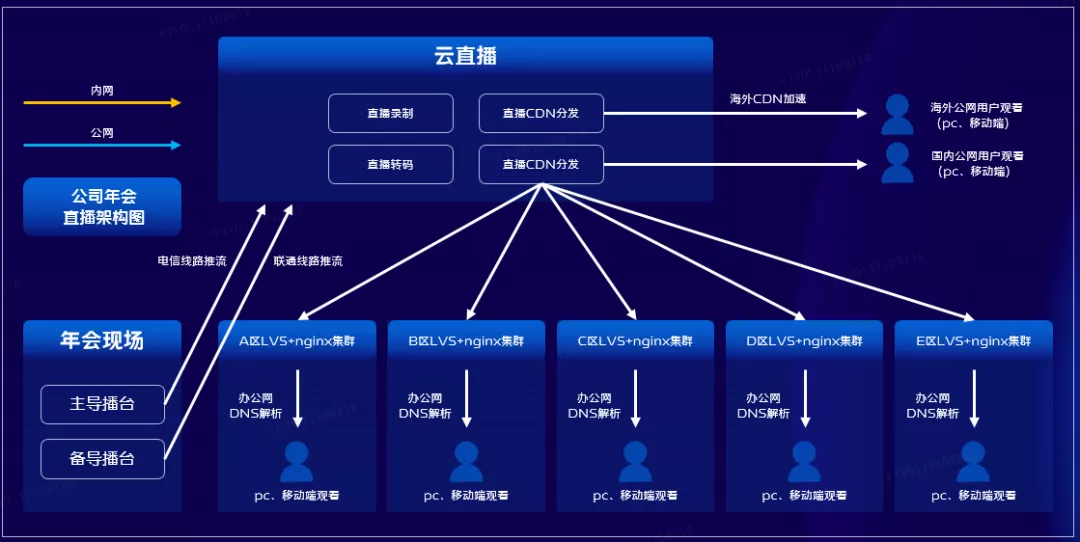 云直播
内网
公网
公司年会
直播架构图
直播录制
直播CDN分发
直播转码
直播CDN分发
海外CDN加速
海外公网用户观看
(pc、移动端)
国内公网用户观看
(pc、移动端)
电信线路推流
联通线路推流
年会现场
主导播台
备导播台
A区LVS+nginx集群
办公网
DNS解析
pc、移动端观看
B区LVS+nginx集群
办公网
DNS解析
pc、移动端观看
C区LVS+nginx集群
办公网
DNS解析
pc、移动端观看
D区LVS+nginx集群
办公网
DNS解析
pc、移动端观看
E区LVS+nginx集群
办公网
DNS解析
pc、移动端观看